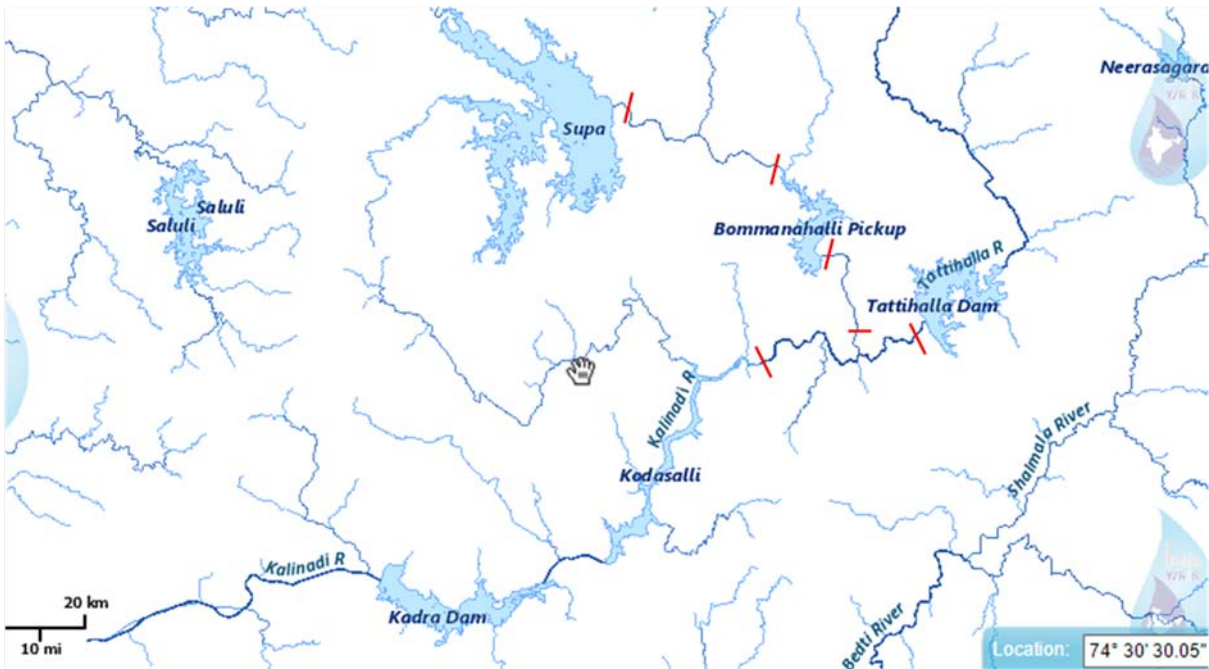 Neerasagara
Supa
Saluli
Saluli
Bommanahalli Pickup
Tattihalla R
Tattihalla Dam
Kalinadi R
Kodasalli
Shalmala River
Kalinadi R
Kadra Dam
20 km
10 mi
Bedti River
Location: 74° 30' 30.05"